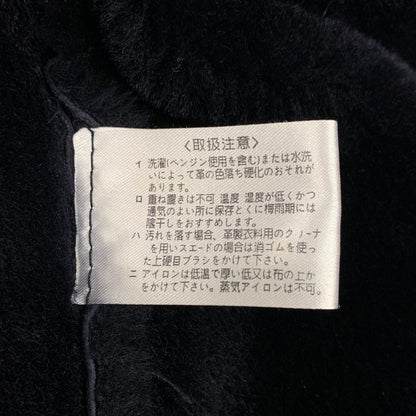 〈取扱注意〉
イ 洗濯(ベンジン使用を含む)または水洗
いによって革の色落ち硬化のおそれが
あります。
ロ 重ね置きは不可 温度 湿度が低くかつ
通気のよい所に保存とくに梅雨期には
陰干しをおすすめします。
ハ 汚れを落す場合、革製衣料用のクリーナ
を用いスエードの場合は消ゴムを使っ
た上硬目ブラシをかけて下さい。
ニ アイロンは低温で厚い低又は布の上か
かけて下さい。蒸気アイロンは不可。